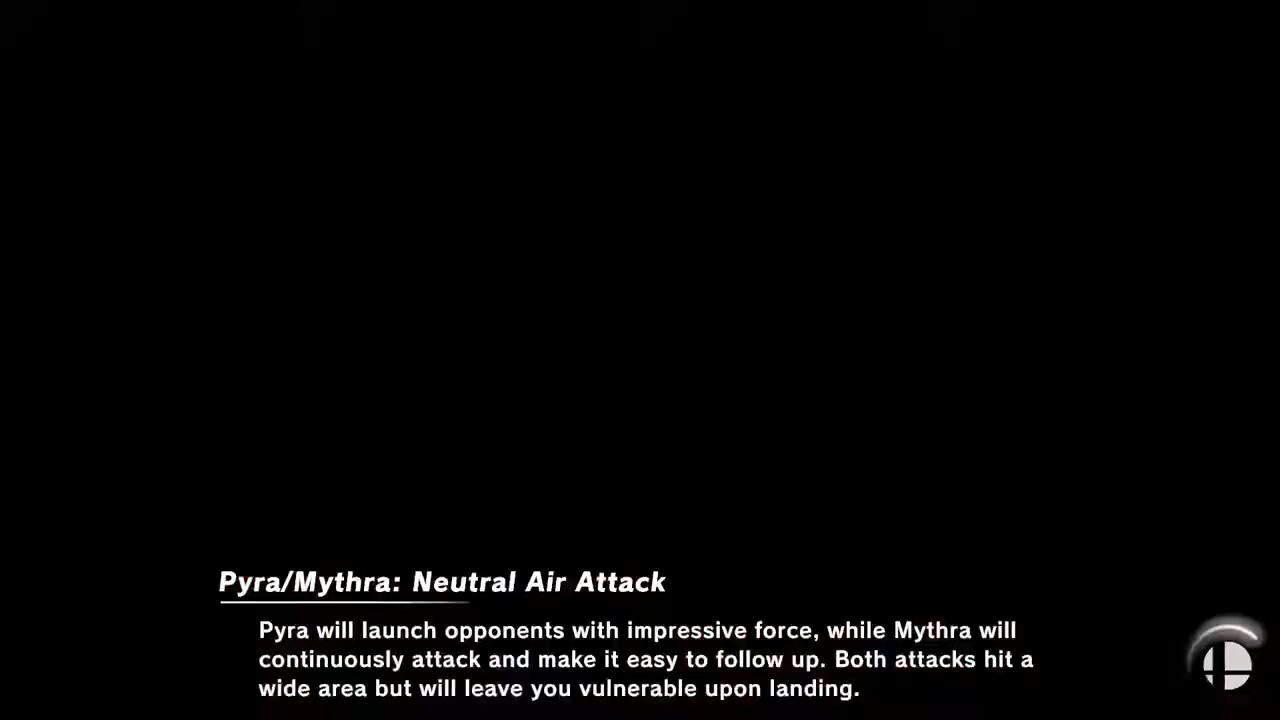 Pyra/Mythra: Neutral Air Attack
Pyra will launch opponents with impressive force, while Mythra will
continuously attack and make it easy to follow up. Both attacks hit a
wide area but will leave you vulnerable upon landing.